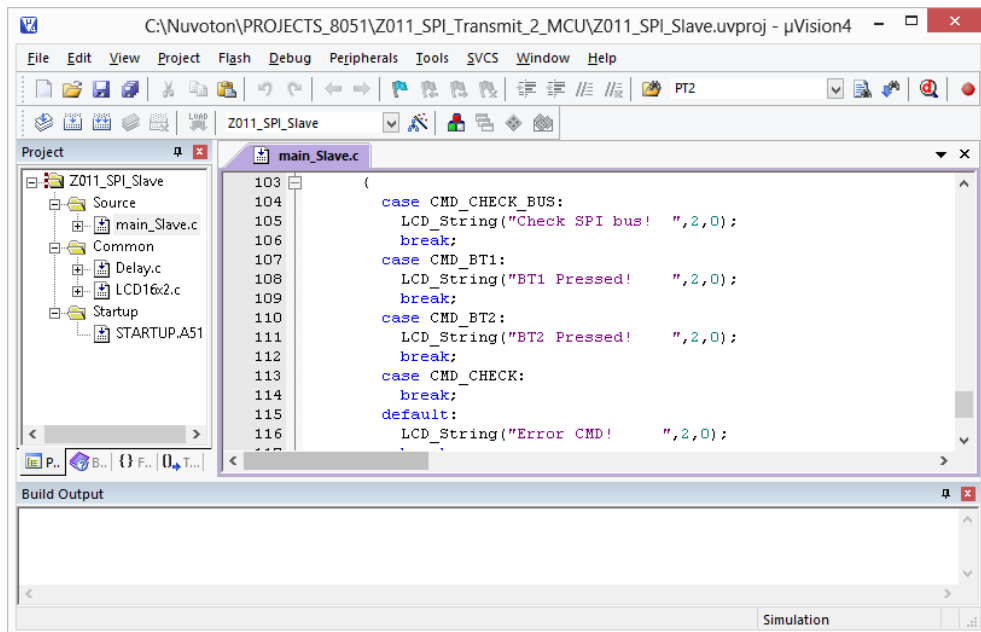 C:\Nuvoton\PROJECTS_8051\Z011_SPI_Transmit_2_MCU\Z011_SPI_Slave.uvproj - µVision4
File Edit View Project Flash Debug Peripherals Tools SVCS Window Help
PT2
LOAD Z011_SPI_Slave
Project
main_Slave.c
Z011_SPI_Slave
Source
main_Slave.c
Common
Delay.c
LCD16x2.c
Startup
STARTUP.A51
103 {
104 case CMD_CHECK_BUS:
105 LCD_String("Check SPI bus!  ",2,0);
106 break;
107 case CMD_BT1:
108 LCD_String("BT1 Pressed!    ",2,0);
109 break;
110 case CMD_BT2:
111 LCD_String("BT2 Pressed!    ",2,0);
112 break;
113 case CMD_CHECK:
114 break;
115 default:
116 LCD_String("Error CMD!     ",2,0);
P.. B.. {} F.. T...
Build Output
Simulation